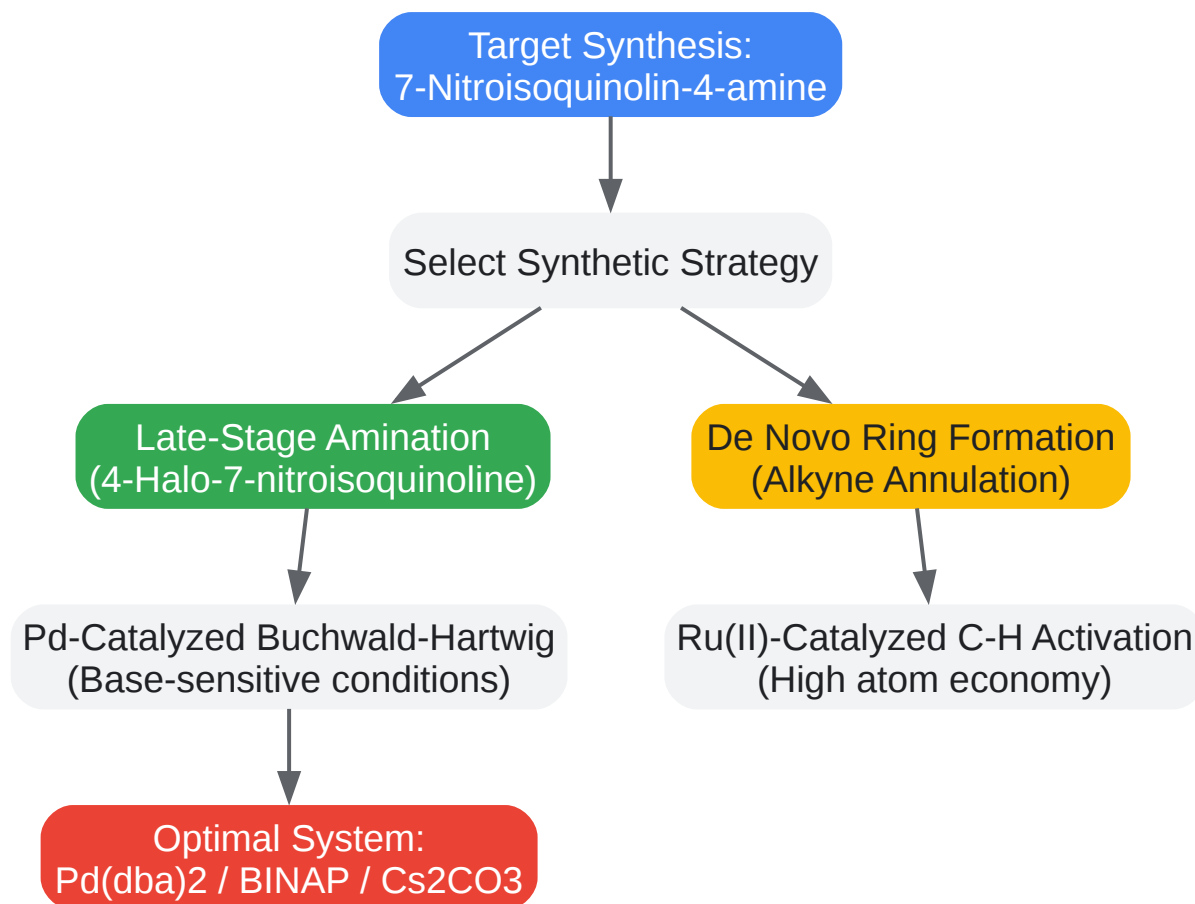 Target Synthesis:
7-Nitroisoquinolin-4-amine
Select Synthetic Strategy
Late-Stage Amination
(4-Halo-7-nitroisoquinoline)
De Novo Ring Formation
(Alkyne Annulation)
Pd-Catalyzed Buchwald-Hartwig
(Base-sensitive conditions)
Ru(II)-Catalyzed C-H Activation
(High atom economy)
Optimal System:
Pd(dba)2 / BINAP / Cs2CO3